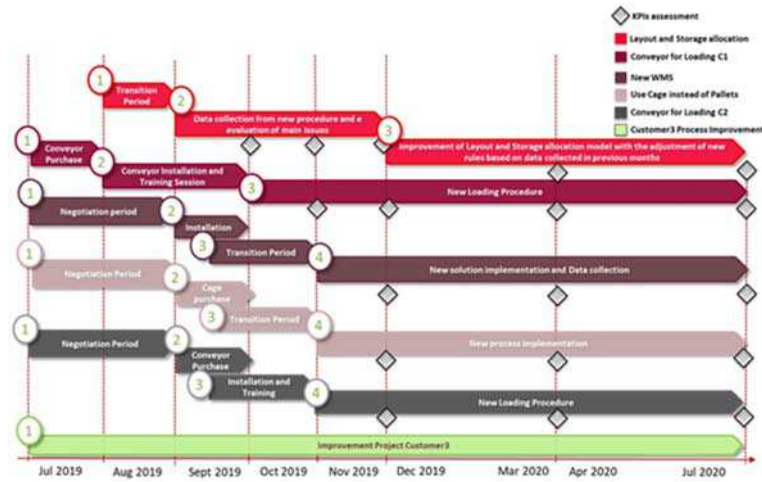 KPIs assessment
Layout and Storage allocation
Conveyor for Loading C1
New WMS
Use Cage instead of Pallets
Conveyor for Loading C2
Customer3 Process Improvement
1
Transition
Period
2
Data collection from new procedure and e
evaluation of main issues
3
Improvement of Layout and Storage allocation model with the adjustment of new
rules based on data collected in previous
months
1
Conveyor
Purchase
2
Conveyor Installation and
Training Session
3
New Loading Procedure
1
Negotiation period
2
Installation
3
Transition Period
4
New solution implementation and Data collection
1
Negotiation Period
2
Cage
purchase
3
Transition Period
4
New process implementation
1
Negotiation Period
2
Conveyor
Purchase
3
Installation and
Training
4
New Loading Procedure
1
Improvement Project Customer3
Jul 2019 Aug 2019 Sept 2019 Oct 2019 Nov 2019 Dec 2019 Mar 2020 Apr 2020 Jul 2020